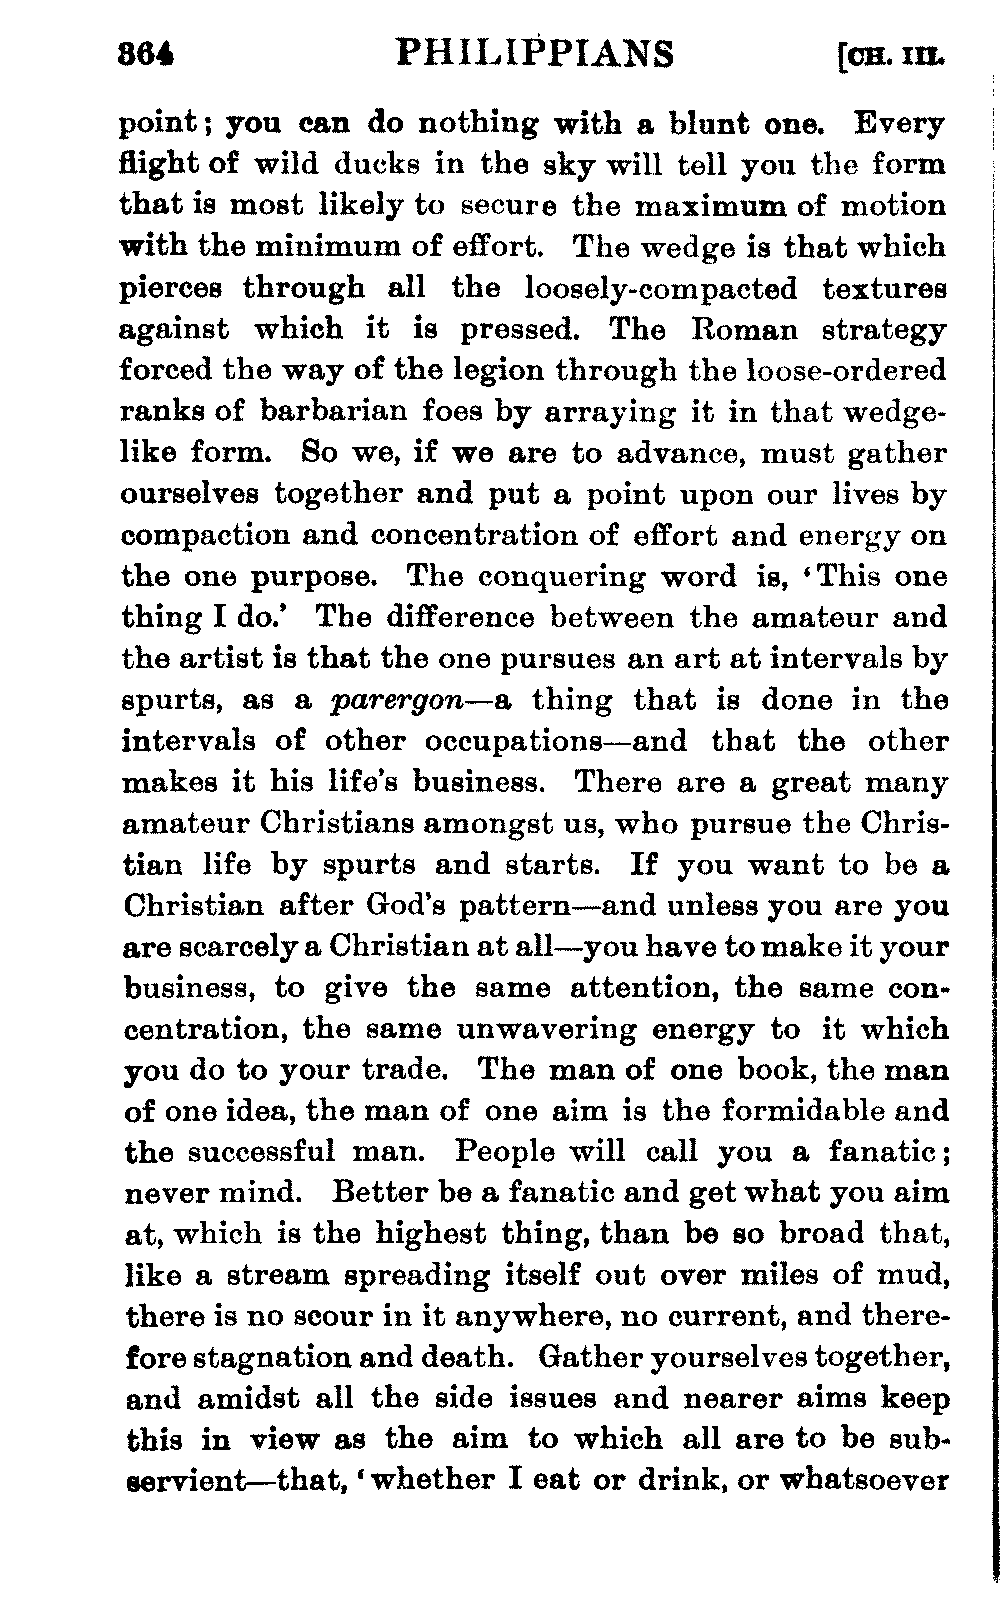 364 PHILIPPIANS [CH. III.
point; you can do nothing with a blunt one. Every
flight of wild ducks in the sky will tell you the form
that is most likely to secure the maximum of motion
with the minimum of effort. The wedge is that which
pierces through all the loosely-compacted textures
against which it is pressed. The Roman strategy
forced the way of the legion through the loose-ordered
ranks of barbarian foes by arraying it in that wedge-
like form. So we, if we are to advance, must gather
ourselves together and put a point upon our lives by
compaction and concentration of effort and energy on
the one purpose. The conquering word is, ‘This one
thing I do.’ The difference between the amateur and
the artist is that the one pursues an art at intervals by
spurts, as a parergon—a thing that is done in the
intervals of other occupations—and that the other
makes it his life’s business. There are a great many
amateur Christians amongst us, who pursue the Chris-
tian life by spurts and starts. If you want to be a
Christian after God’s pattern—and unless you are you
are scarcely a Christian at all—you have to make it your
business, to give the same attention, the same con-
centration, the same unwavering energy to it which
you do to your trade. The man of one book, the man
of one idea, the man of one aim is the formidable and
the successful man. People will call you a fanatic;
never mind. Better be a fanatic and get what you aim
at, which is the highest thing, than be so broad that,
like a stream spreading itself out over miles of mud,
there is no scour in it anywhere, no current, and there-
fore stagnation and death. Gather yourselves together,
and amidst all the side issues and nearer aims keep
this in view as the aim to which all are to be sub-
servient—that, ‘whether I eat or drink, or whatsoever